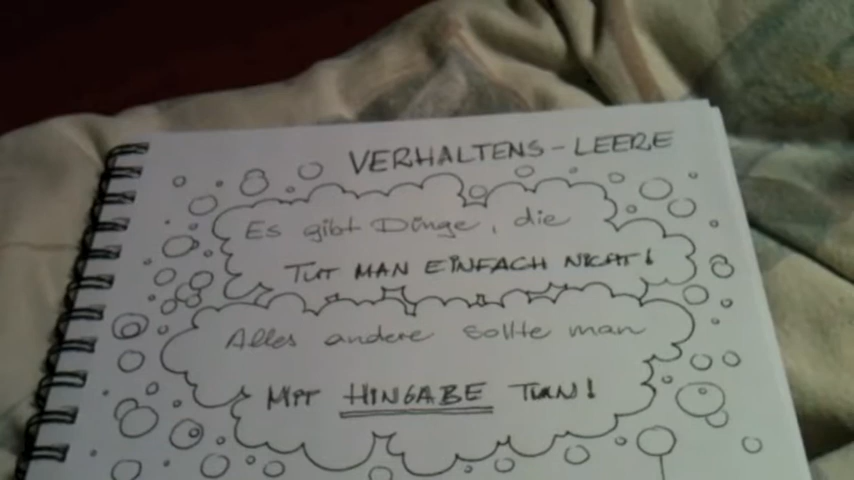 VERHALTENS-LEERE
Es gibt Dinge, die
TUT MAN EINFACH NICHT!
Alles andere sollte man
MIT HINGABE TUN!